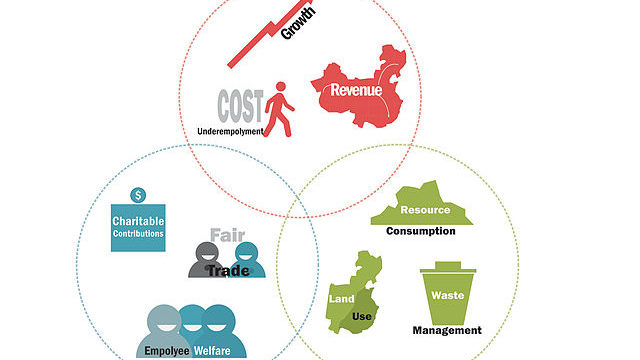 Growth
COST
Underempolyment
Revenue
$
Charitable
Contributions
Fair
Trade
Empolyee Welfare
Resource
Consumption
Land
Use
Waste
Management